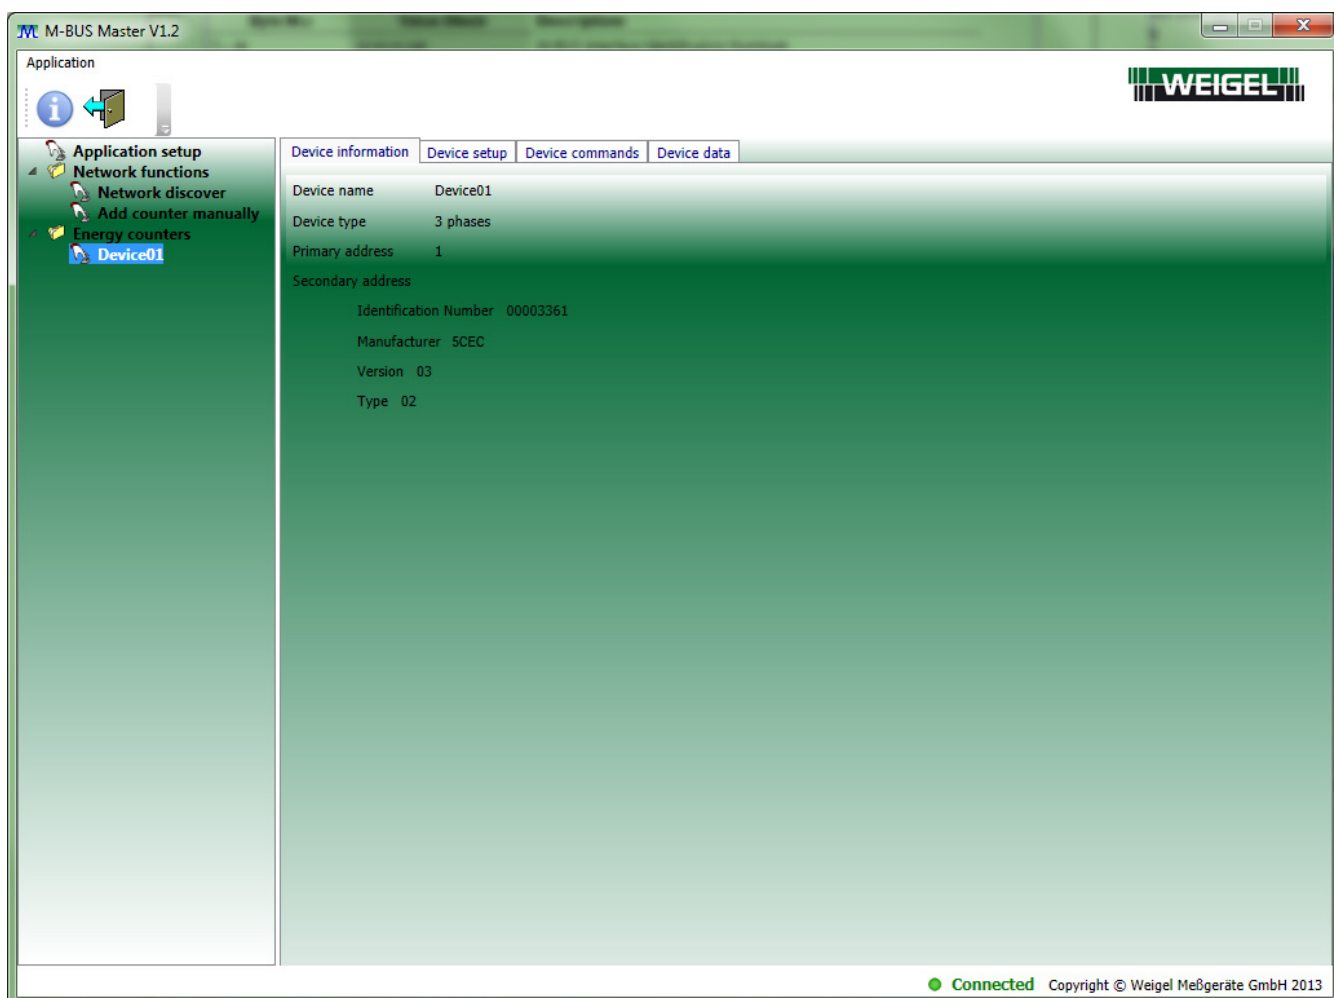 M-BUS Master V1.2
Application
WEIGEL
Application setup
Network functions
Network discover
Add counter manually
Energy counters
Device01
Device information Device setup Device commands Device data
Device name Device01
Device type 3 phases
Primary address 1
Secondary address
Identification Number 00003361
Manufacturer 5CEC
Version 03
Type 02
Connected Copyright © Weigel Meßgeräte GmbH 2013